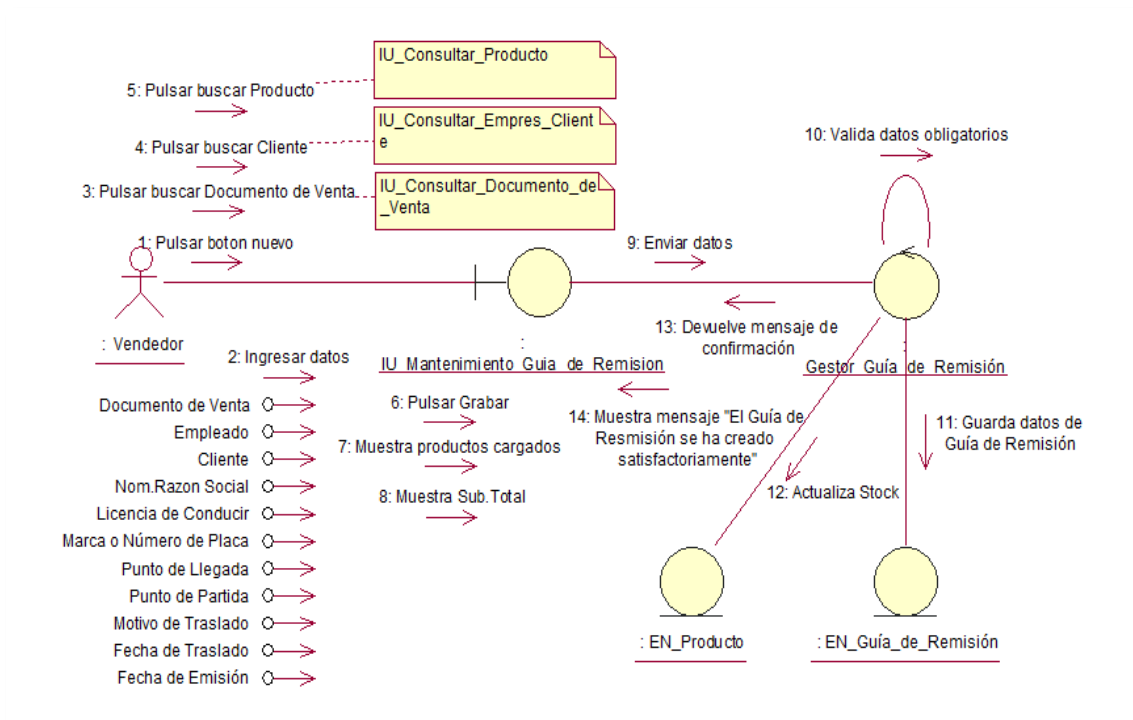 IU_Consultar_Producto
5: Pulsar buscar Producto
IU_Consultar_Empres_Client
e
4: Pulsar buscar Cliente
10: Valida datos obligatorios
3: Pulsar buscar Documento de Venta
IU_Consultar_Documento_de
_Venta
1: Pulsar boton nuevo
9: Enviar datos
: Vendedor
:
IU_Mantenimiento_Guia_de_Remision
13: Devuelve mensaje de
confirmación
:
Gestor_Guía_de_Remisión
2: Ingresar datos
Documento de Venta
Empleado
Cliente
Nom.Razon Social
Licencia de Conducir
Marca o Número de Placa
Punto de Llegada
Punto de Partida
Motivo de Traslado
Fecha de Traslado
Fecha de Emisión
6: Pulsar Grabar
7: Muestra productos cargados
8: Muestra Sub.Total
14: Muestra mensaje "El Guía de
Resmisión se ha creado
satisfactoriamente"
11: Guarda datos de
Guía de Remisión
12: Actualiza Stock
: EN_Producto
: EN_Guía_de_Remisión